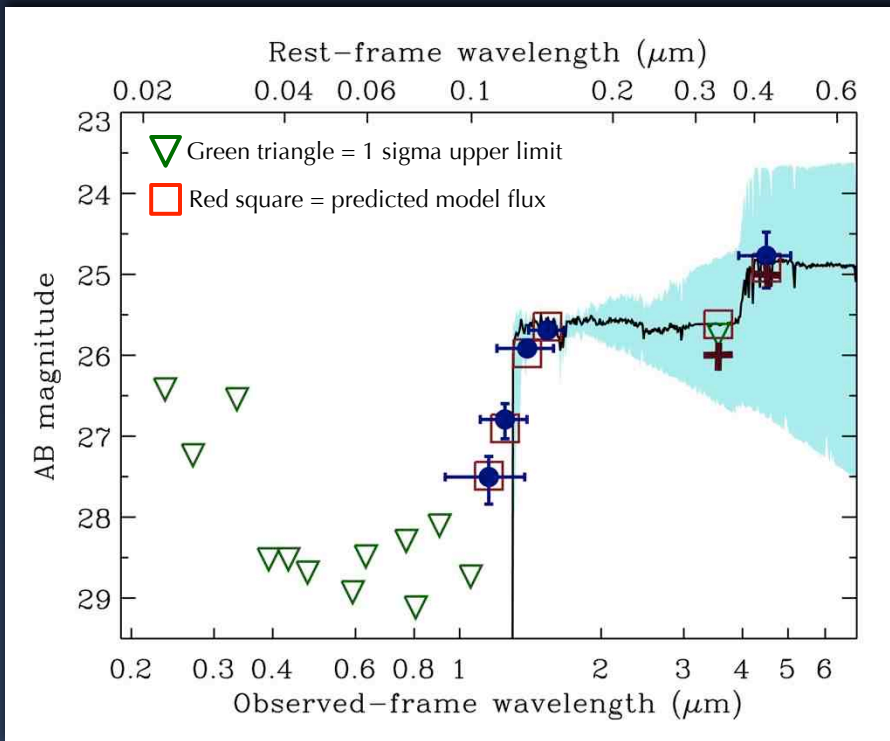 Rest-frame wavelength (μm)
0.02 0.04 0.06 0.1 0.2 0.3 0.4 0.6
Green triangle = 1 sigma upper limit
Red square = predicted model flux
AB magnitude
23
24
25
26
27
28
29
0.2 0.3 0.4 0.6 0.8 1 2 3 4 5 6
Observed-frame wavelength (μm)